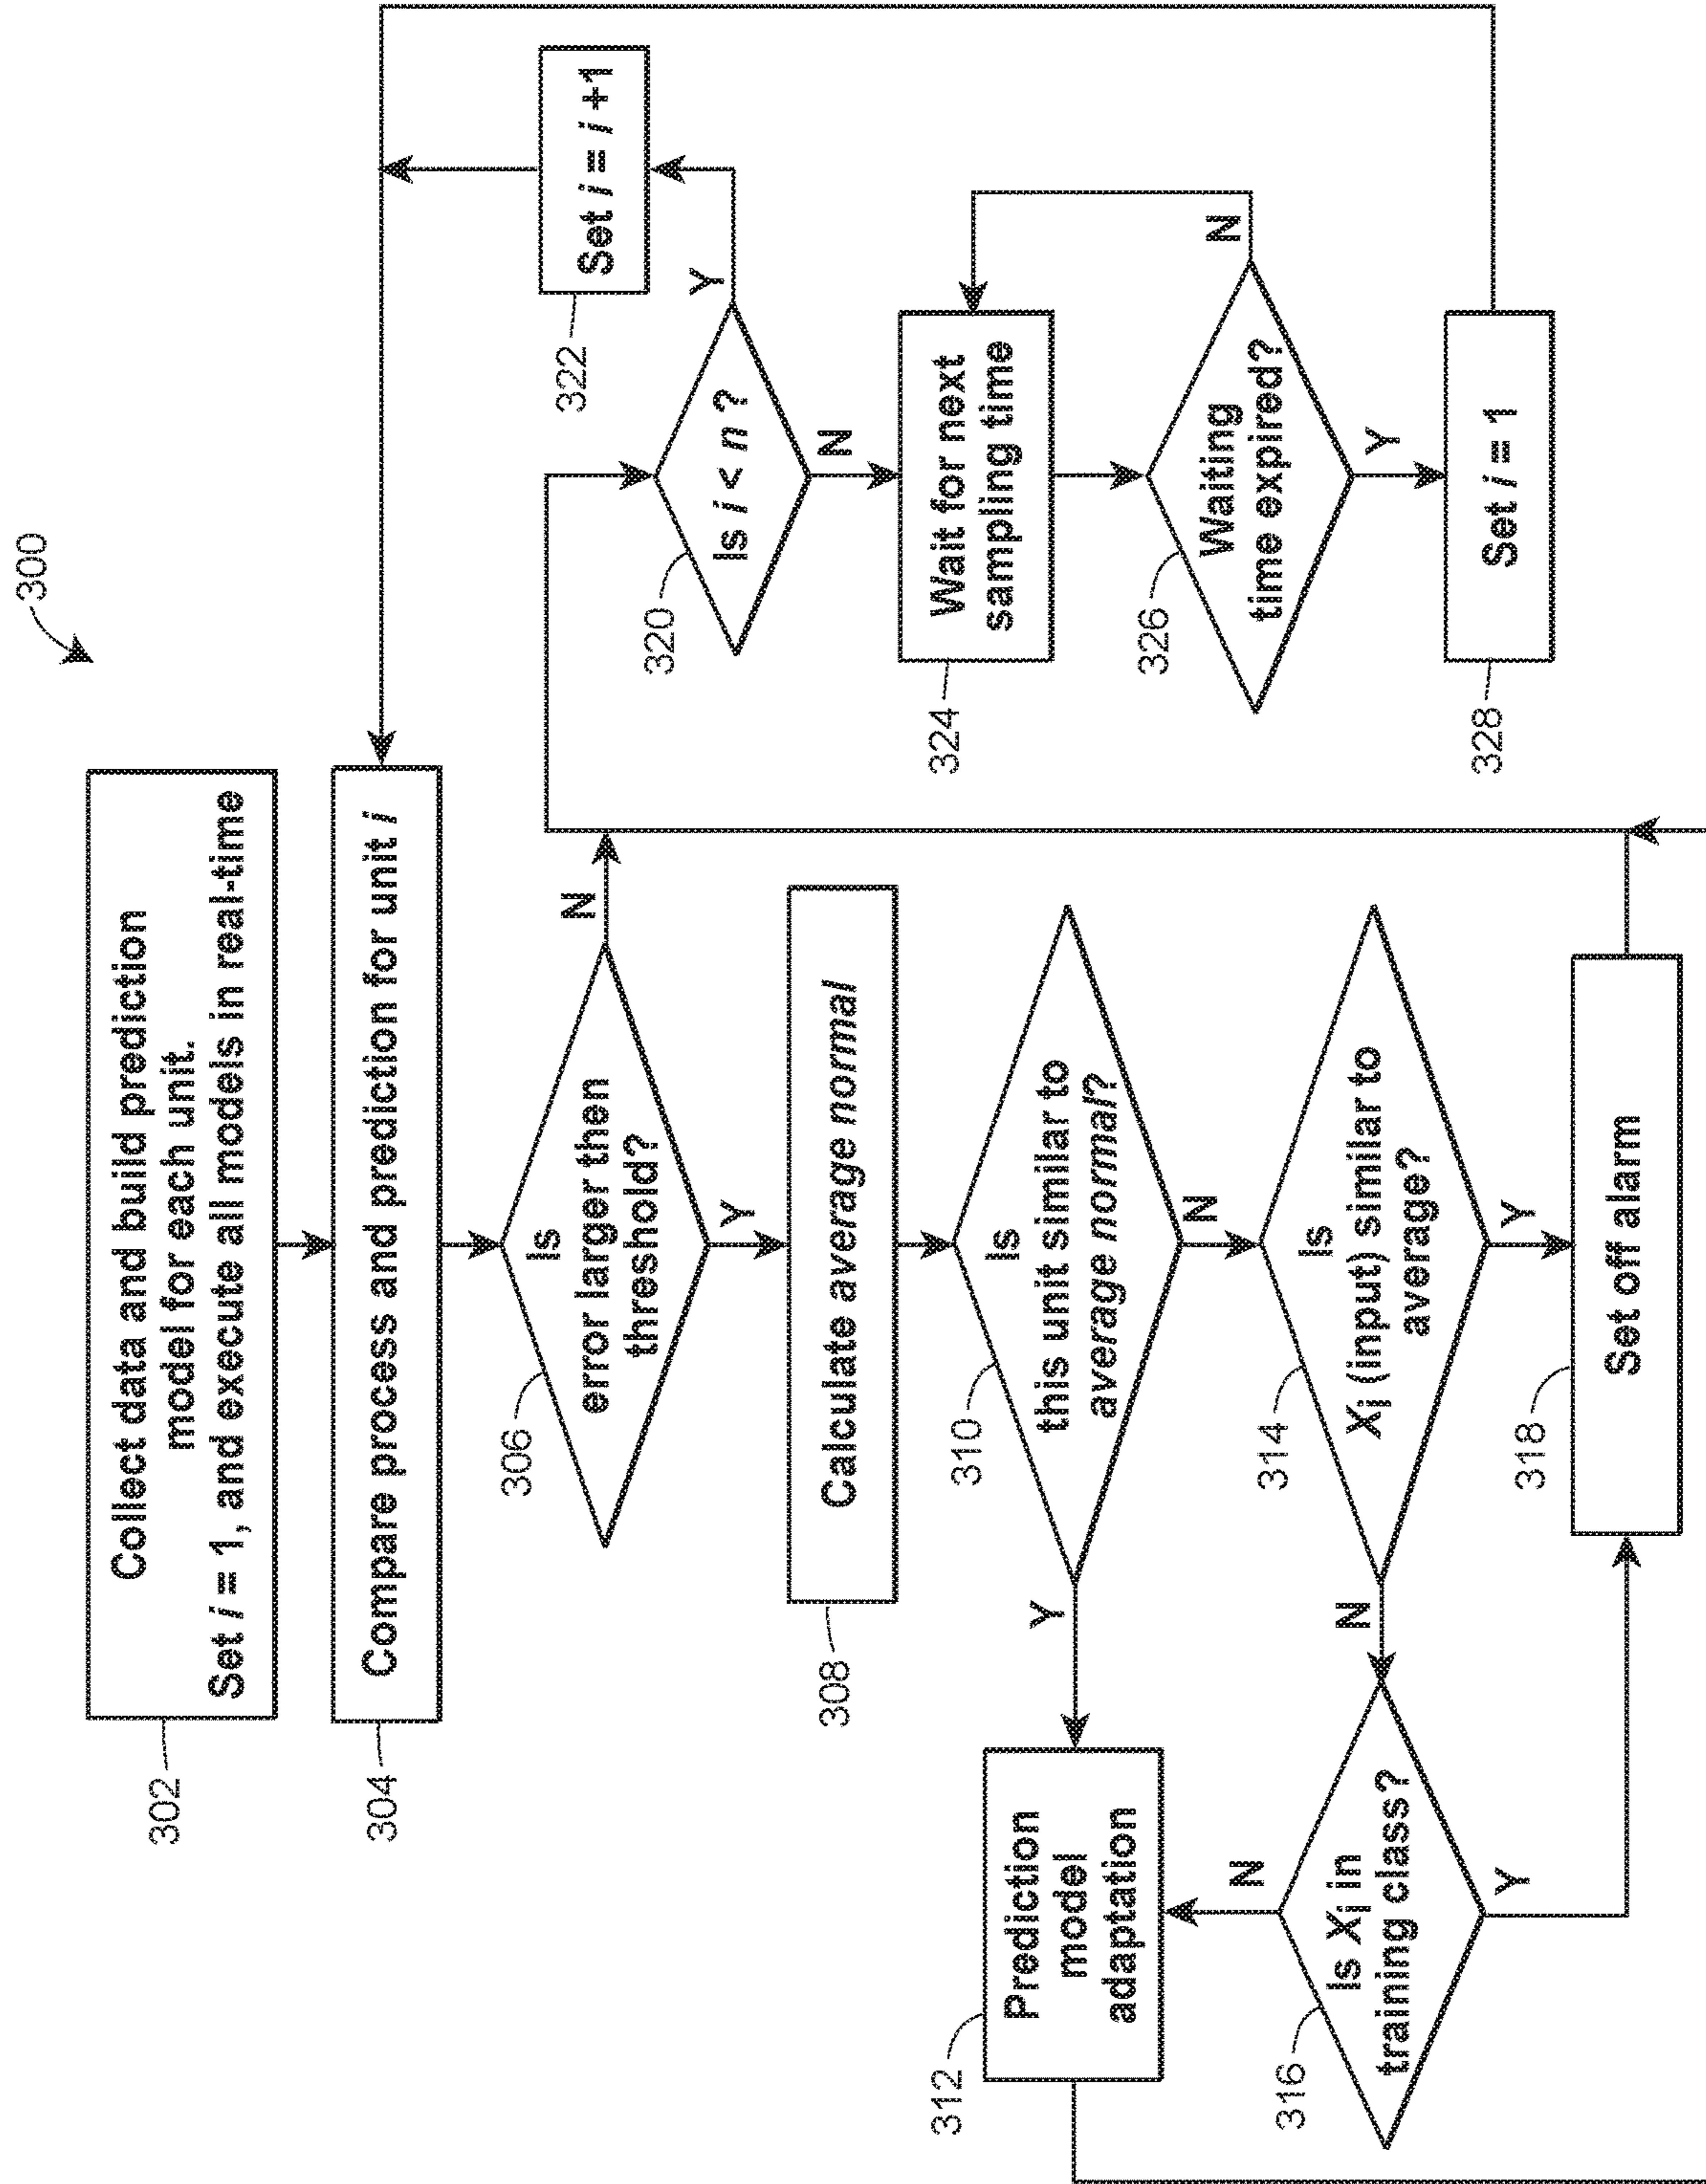 300
302
Collect data and build prediction
model for each unit.
Set i = 1, and execute all models in real-time
304
Compare process and prediction for unit i
306
Is
error larger then
threshold?
N
Y
308
Calculate average normal
310
Is
this unit similar to
average normal?
Y
N
312
Prediction
model
adaptation
314
Is
Xi (input) similar to
average?
N
Y
316
Is Xi in
training class?
N
Y
318
Set off alarm
320
Is i < n ?
Y
N
322
Set i = i +1
324
Wait for next
sampling time
326
Waiting
time expired?
N
Y
328
Set i = 1